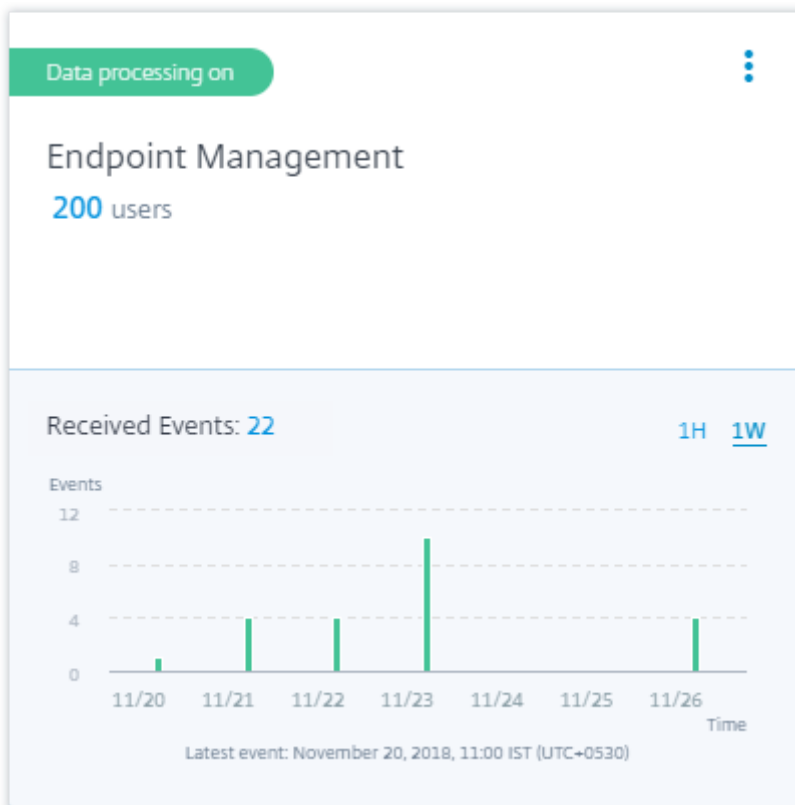 Data processing on
Endpoint Management
200 users
Received Events: 22
1H 1W
Events
12
8
4
0
11/20 11/21 11/22 11/23 11/24 11/25 11/26
Time
Latest event: November 20, 2018, 11:00 IST (UTC+0530)